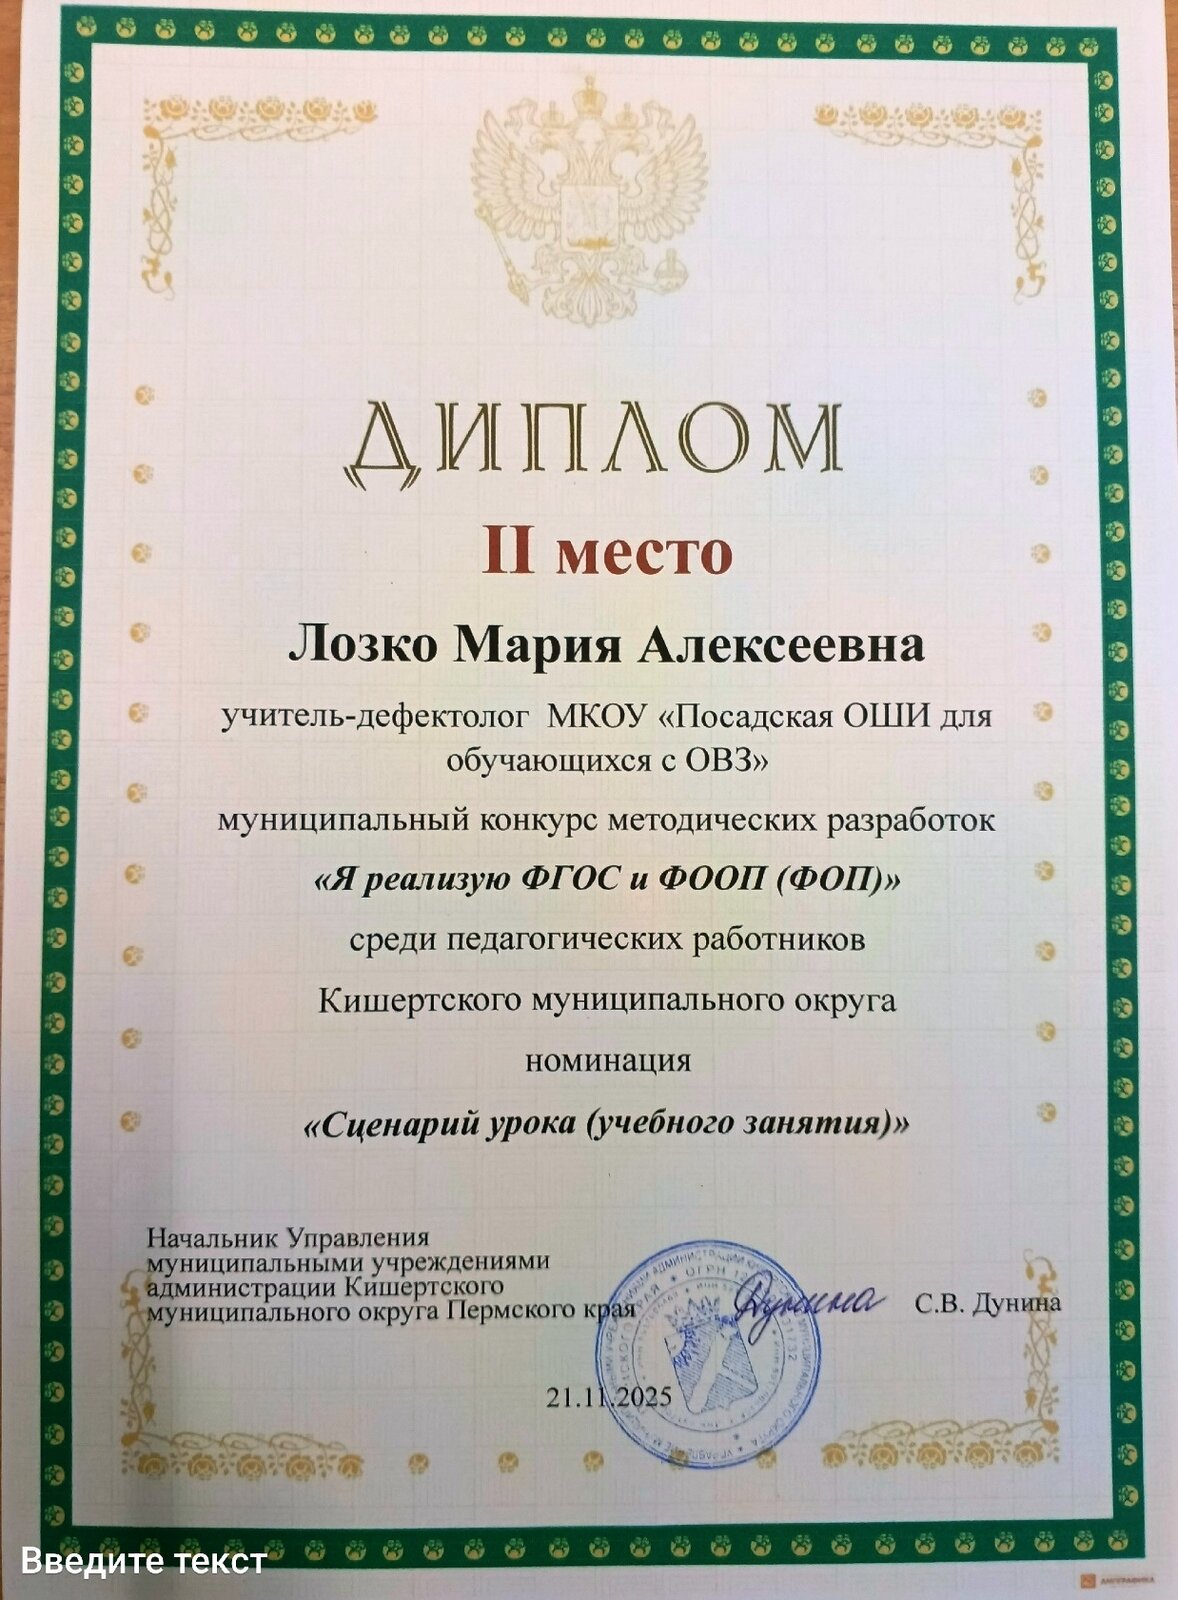 ДИПЛОМ
II место
Лозко Мария Алексеевна
учитель-дефектолог МКОУ «Посадская ОШИ для
обучающихся с ОВЗ»
муниципальный конкурс методических разработок
«Я реализую ФГОС и ФООП (ФОП)»
среди педагогических работников
Кишертского муниципального округа
номинация
«Сценарий урока (учебного занятия)»
Начальник Управления
муниципальными учреждениями
администрации Кишертского
муниципального округа Пермского края
Дунина
С.В. Дунина
21.11.2025
Введите текст